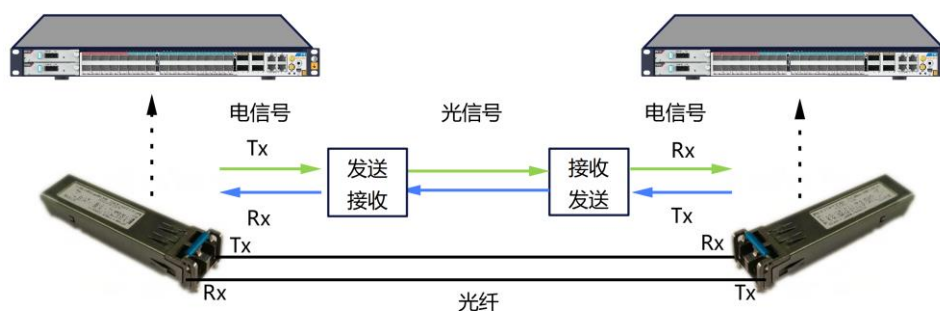 电信号 光信号 电信号
Tx Rx
发送 接收
接收 发送
Rx Tx
Tx Rx
Rx Tx
光纤